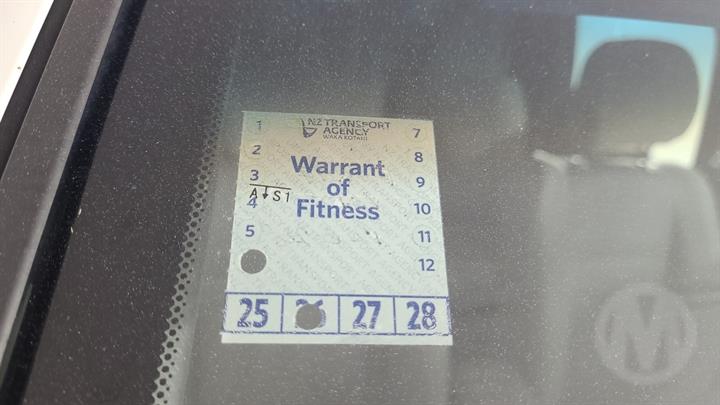 NZ TRANSPORT
AGENCY
WAKA KOTAHI
1
2
3
A↓S1
4
5
7
8
9
10
11
12
Warrant
of
Fitness
25 26 27 28
M